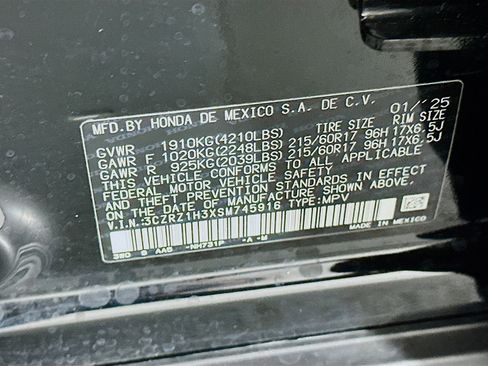 MFD.BY HONDA DE MEXICO S.A. DE C.V. 01/'25
GVWR 1910KG(4210LBS) TIRE SIZE RIM SIZE
GAWR F 1020KG(2248LBS) 215/60R17 96H 17X6.5J
GAWR R 925KG(2039LBS) 215/60R17 96H 17X6.5J
THIS VEHICLE CONFORMS TO ALL APPLICABLE
FEDERAL MOTOR VEHICLE SAFETY
AND THEFT PREVENTION STANDARDS IN EFFECT
ON THE DATE OF MANUFACTURE SHOWN ABOVE.
V.I.N.:3CZRZ1H3XSM745916 TYPE:MPV
MADE IN MEXICO
AAS -NH731P -A -M